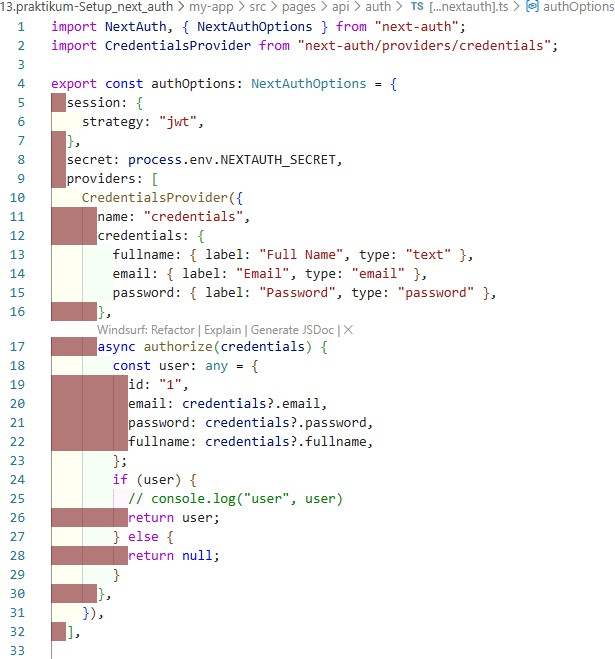 13.praktikum-Setup_next_auth > my-app > src > pages > api > auth > TS [...nextauth].ts > authOptions
1 import NextAuth, { NextAuthOptions } from "next-auth";
2 import CredentialsProvider from "next-auth/providers/credentials";
3
4 export const authOptions: NextAuthOptions = {
5   session: {
6     strategy: "jwt",
7   },
8   secret: process.env.NEXTAUTH_SECRET,
9   providers: [
10     CredentialsProvider({
11       name: "credentials",
12       credentials: {
13         fullname: { label: "Full Name", type: "text" },
14         email: { label: "Email", type: "email" },
15         password: { label: "Password", type: "password" },
16       },
Windsurf: Refactor | Explain | Generate JSDoc | ×
17       async authorize(credentials) {
18         const user: any = {
19           id: "1",
20           email: credentials?.email,
21           password: credentials?.password,
22           fullname: credentials?.fullname,
23         };
24         if (user) {
25           // console.log("user", user)
26           return user;
27         } else {
28           return null;
29         }
30       },
31     }),
32   ],
33